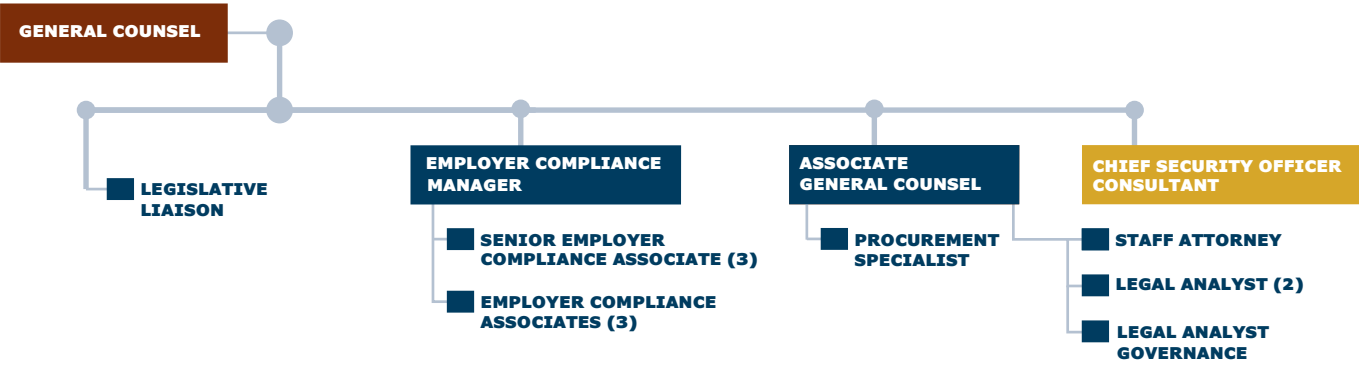 GENERAL COUNSEL
LEGISLATIVE
LIAISON
EMPLOYER COMPLIANCE
MANAGER
SENIOR EMPLOYER
COMPLIANCE ASSOCIATE (3)
EMPLOYER COMPLIANCE
ASSOCIATES (3)
ASSOCIATE
GENERAL COUNSEL
PROCUREMENT
SPECIALIST
CHIEF SECURITY OFFICER
CONSULTANT
STAFF ATTORNEY
LEGAL ANALYST (2)
LEGAL ANALYST
GOVERNANCE